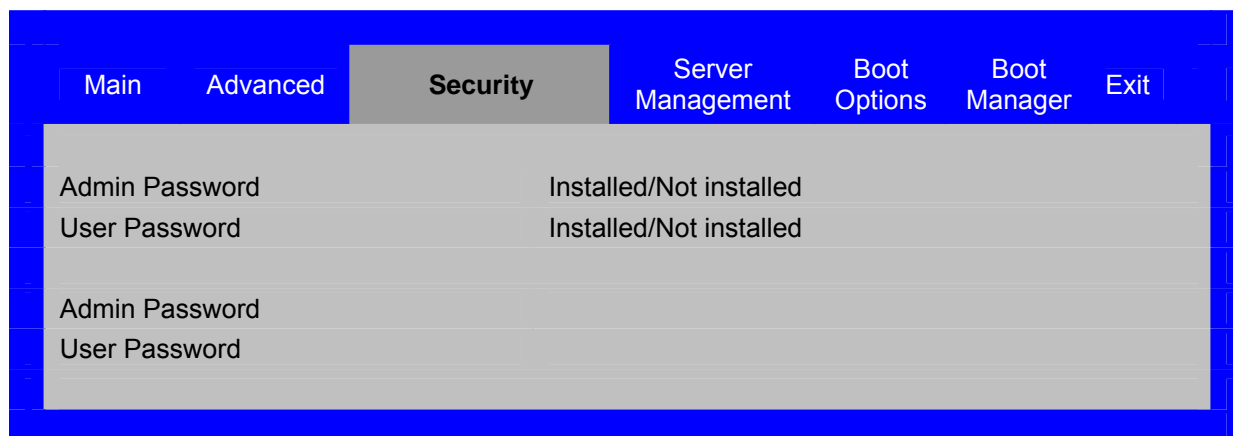 Main Advanced Security Server Management Boot Options Boot Manager Exit
Admin Password Installed/Not installed
User Password Installed/Not installed
Admin Password
User Password